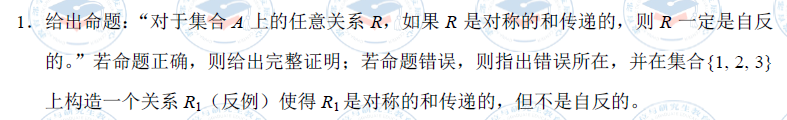 1. 给出命题：“对于集合 A 上的任意关系 R，如果 R 是对称的和传递的，则 R 一定是自反
的。”若命题正确，则给出完整证明；若命题错误，则指出错误所在，并在集合{1, 2, 3}
上构造一个关系 R₁（反例）使得 R₁ 是对称的和传递的，但不是自反的。